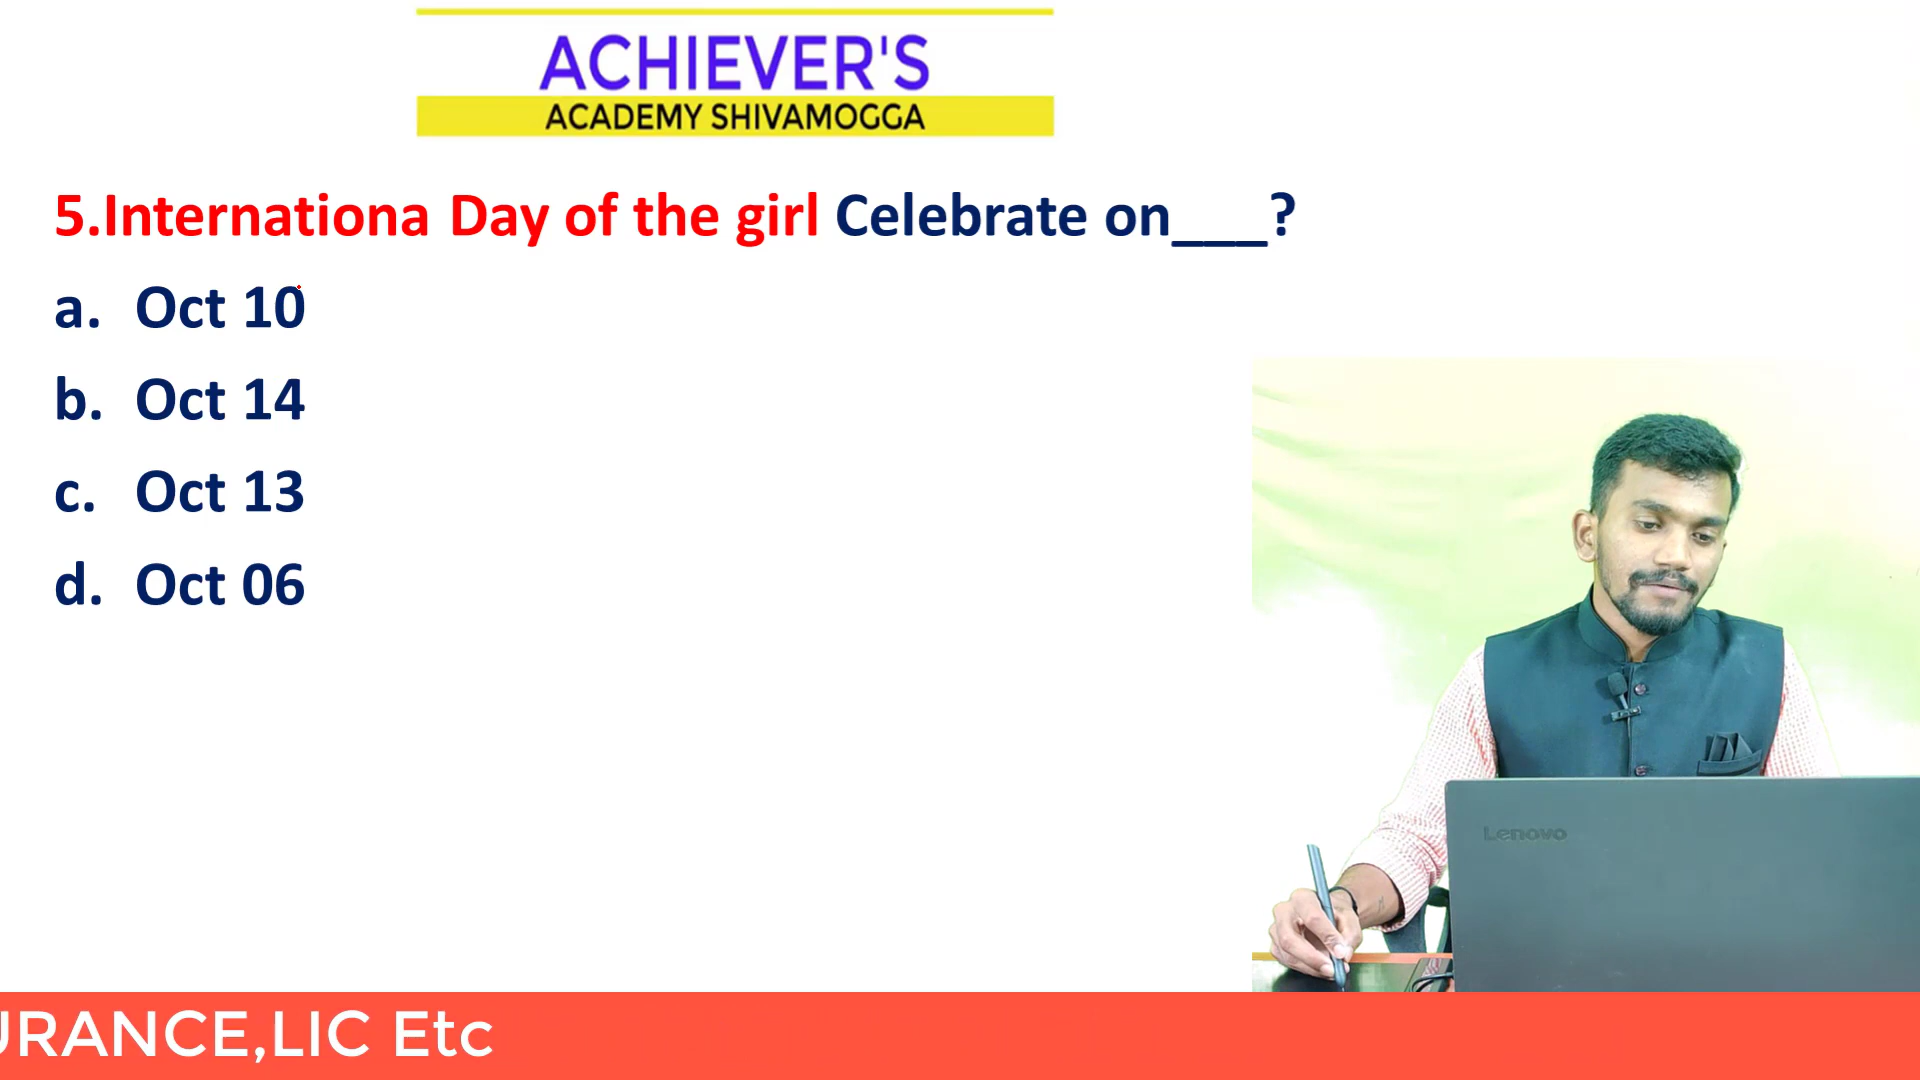 ACHIEVER'S
ACADEMY SHIVAMOGGA
5.Internationa Day of the girl Celebrate on___?
a. Oct 10
b. Oct 14
c. Oct 13
d. Oct 06
Lenovo
URANCE,LIC Etc